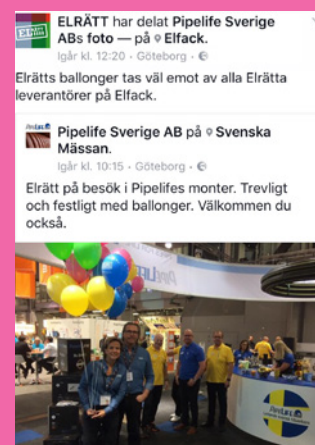 ELRÄTT
ELRÄTT har delat Pipelife Sverige
ABs foto — på Elfack.
Igår kl. 12:20 · Göteborg ·
Elrätts ballonger tas väl emot av alla Elrätta
leverantörer på Elfack.
Pipelife Sverige AB på Svenska
Mässan.
Igår kl. 10:15 · Göteborg ·
Elrätt på besök i Pipelifes monter. Trevligt
och festligt med ballonger. Välkommen du
också.